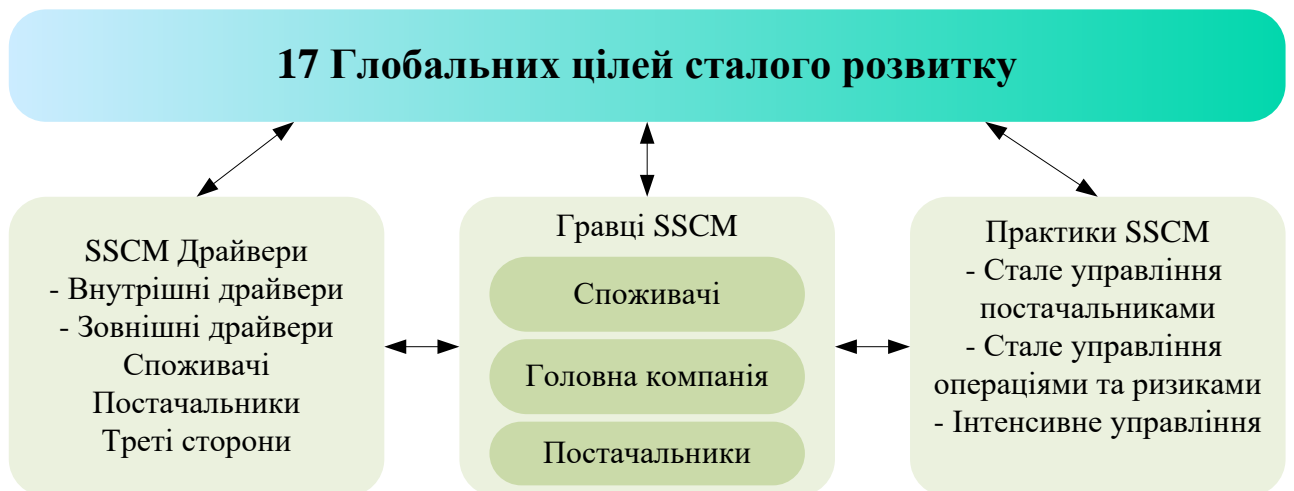 17 Глобальних цілей сталого розвитку
SSCM Драйвери
- Внутрішні драйвери
- Зовнішні драйвери
Споживачі
Постачальники
Треті сторони
Гравці SSCM
Споживачі
Головна компанія
Постачальники
Практики SSCM
- Стале управління
постачальниками
- Стале управління
операціями та ризиками
- Інтенсивне управління